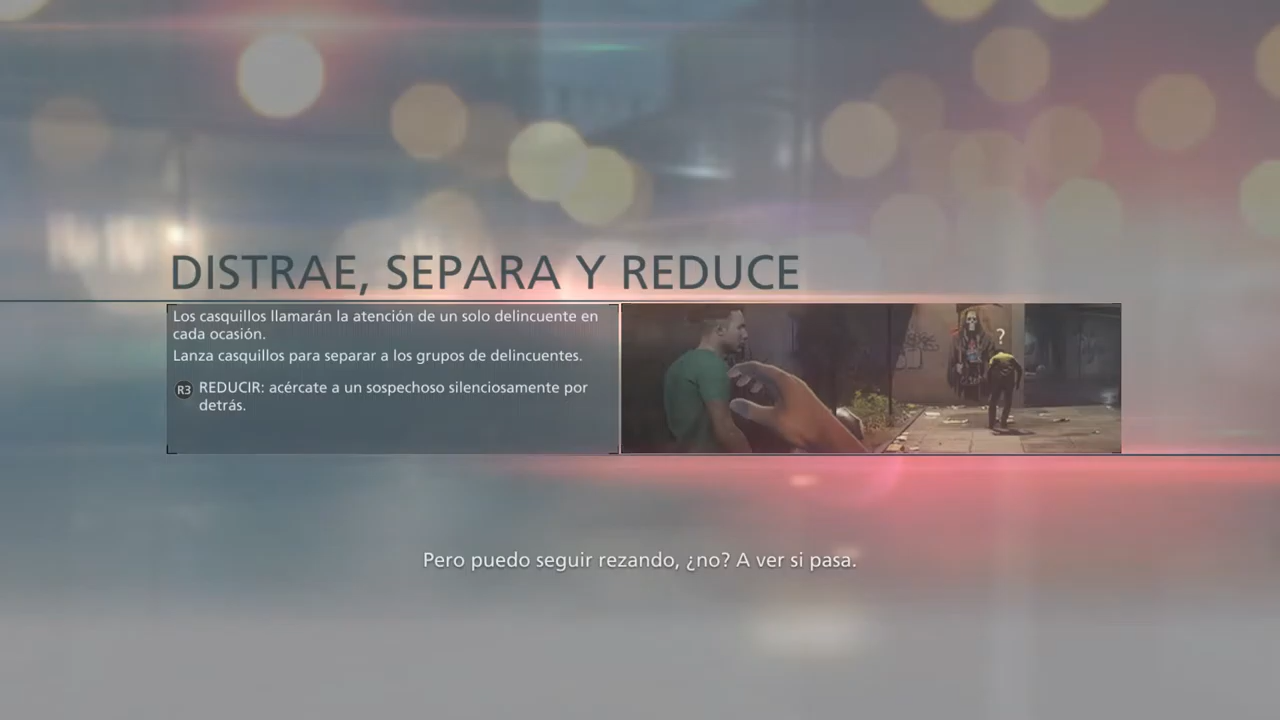 DISTRAE, SEPARA Y REDUCE
Los casquillos llamarán la atención de un solo delincuente en
cada ocasión.
Lanza casquillos para separar a los grupos de delincuentes.
R3 REDUCIR: acércate a un sospechoso silenciosamente por
detrás.
?
Pero puedo seguir rezando, ¿no? A ver si pasa.